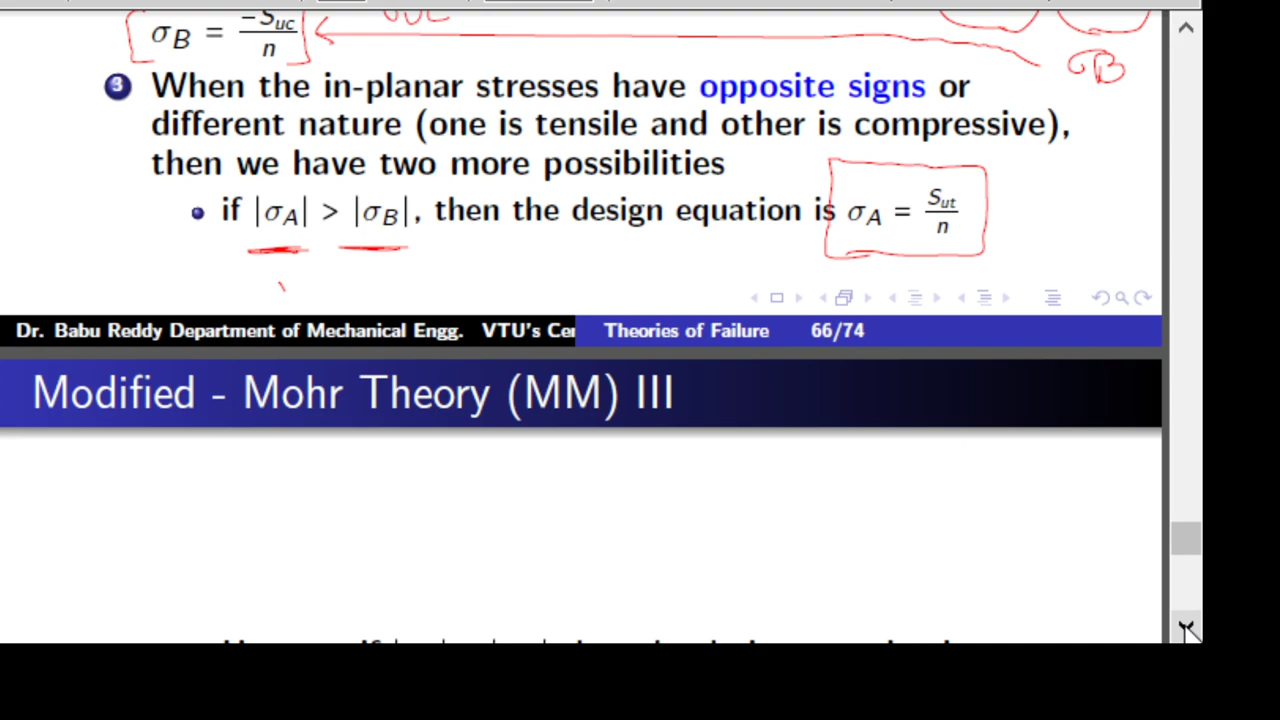 σB = −Suc / n
σB
3 When the in-planar stresses have opposite signs or
different nature (one is tensile and other is compressive),
then we have two more possibilities
if |σA| > |σB|, then the design equation is σA = Sut / n
Dr. Babu Reddy Department of Mechanical Engg. VTU's Cen Theories of Failure 66/74
Modified - Mohr Theory (MM) III